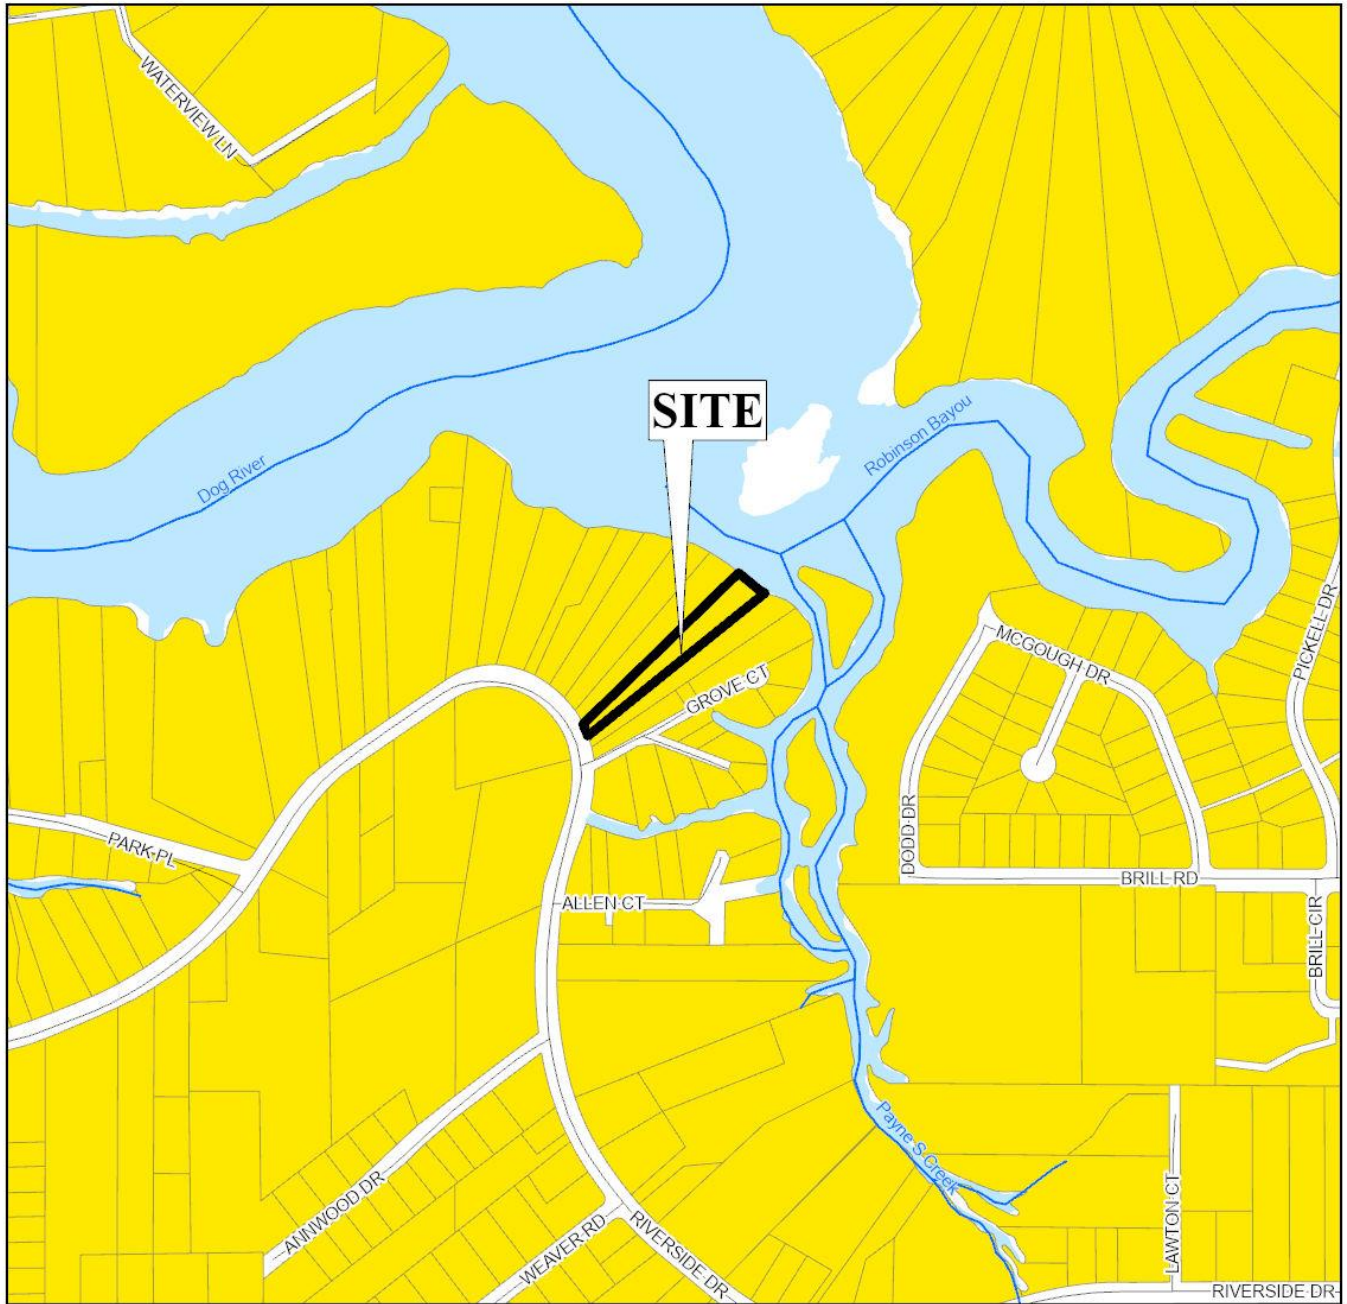 WATERVIEW LN
SITE
Robinson Bayou
Dog River
PICKELL DR
MCGOUGH DR
GROVE CT
DODD DR
PARK PL
BRILL RD
ALLEN CT
BRILL CIR
Payne S Creek
ANNWOOD DR
LAWTON CT
WEAVER RD
RIVERSIDE DR
RIVERSIDE DR